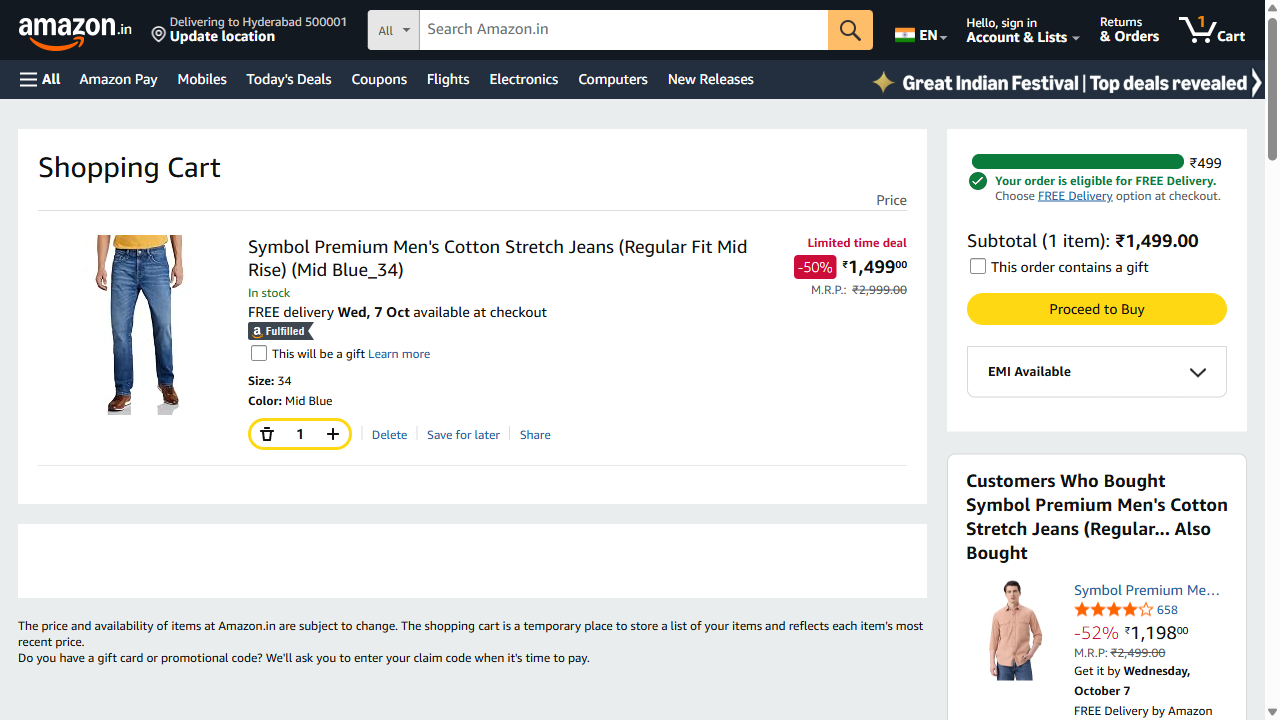 amazon.in
Delivering to Hyderabad 500001
Update location
All
Search Amazon.in
EN
Hello, sign in
Account & Lists
Returns
& Orders
1
Cart
All
Amazon Pay
Mobiles
Today's Deals
Coupons
Flights
Electronics
Computers
New Releases
Great Indian Festival | Top deals revealed
Shopping Cart
Price
Symbol Premium Men's Cotton Stretch Jeans (Regular Fit Mid
Rise) (Mid Blue_34)
In stock
FREE delivery Wed, 7 Oct available at checkout
a Fulfilled
This will be a gift Learn more
Size: 34
Color: Mid Blue
1
Delete
Save for later
Share
Limited time deal
-50% ₹1,499.00
M.R.P.: ₹2,999.00
₹499
Your order is eligible for FREE Delivery.
Choose FREE Delivery option at checkout.
Subtotal (1 item): ₹1,499.00
This order contains a gift
Proceed to Buy
EMI Available
Customers Who Bought
Symbol Premium Men's Cotton
Stretch Jeans (Regular... Also
Bought
Symbol Premium Me…
658
-52% ₹1,198.00
M.R.P: ₹2,499.00
Get it by Wednesday,
October 7
FREE Delivery by Amazon
The price and availability of items at Amazon.in are subject to change. The shopping cart is a temporary place to store a list of your items and reflects each item's most
recent price.
Do you have a gift card or promotional code? We'll ask you to enter your claim code when it's time to pay.